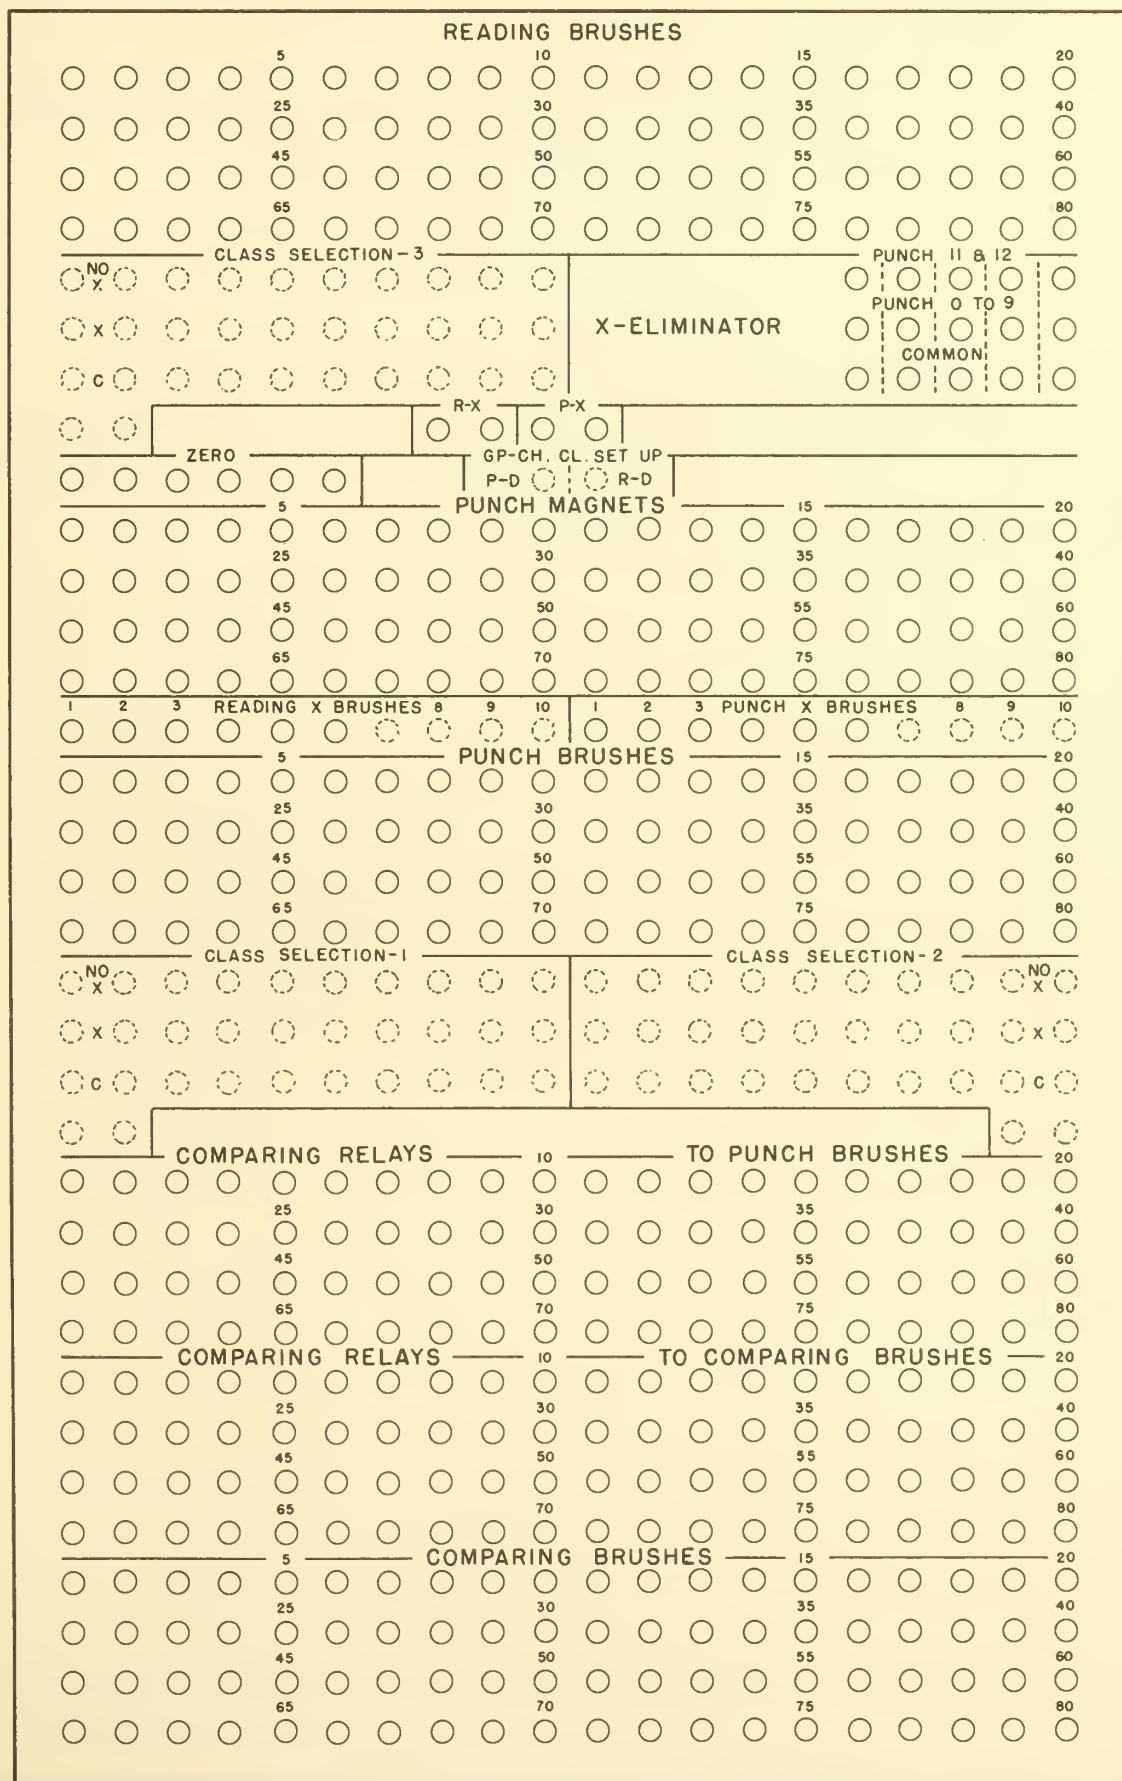 READING BRUSHES
5 10 15 20
25 30 35 40
45 50 55 60
65 70 75 80
CLASS SELECTION-3 PUNCH 11 & 12
NO
X
PUNCH 0 TO 9
X X-ELIMINATOR
COMMON
C
R-X P-X
ZERO GP-CH. CL. SET UP
P-D R-D
5 PUNCH MAGNETS 15 20
25 30 35 40
45 50 55 60
65 70 75 80
1 2 3 READING X BRUSHES 8 9 10 1 2 3 PUNCH X BRUSHES 8 9 10
5 PUNCH BRUSHES 15 20
25 30 35 40
45 50 55 60
65 70 75 80
CLASS SELECTION-1 CLASS SELECTION-2
NO NO
X X
X X
C C
COMPARING RELAYS 10 TO PUNCH BRUSHES 20
25 30 35 40
45 50 55 60
65 70 75 80
COMPARING RELAYS 10 TO COMPARING BRUSHES 20
25 30 35 40
45 50 55 60
65 70 75 80
5 COMPARING BRUSHES 15 20
25 30 35 40
45 50 55 60
65 70 75 80